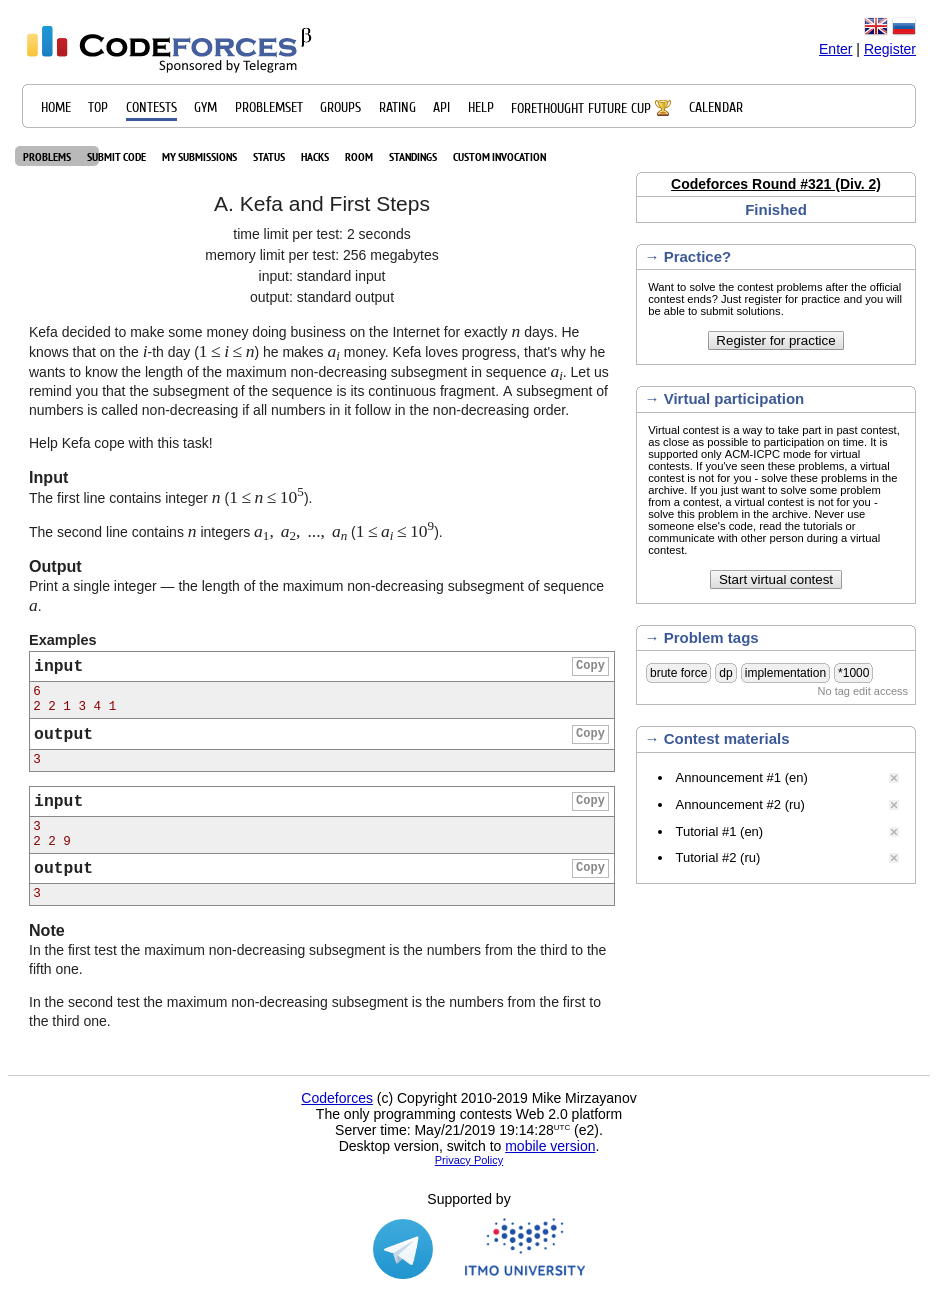 CODEFORCES β
Sponsored by Telegram
Enter | Register
HOME TOP CONTESTS GYM PROBLEMSET GROUPS RATING API HELP FORETHOUGHT FUTURE CUP CALENDAR
PROBLEMS SUBMIT CODE MY SUBMISSIONS STATUS HACKS ROOM STANDINGS CUSTOM INVOCATION
A. Kefa and First Steps
time limit per test: 2 seconds
memory limit per test: 256 megabytes
input: standard input
output: standard output
Kefa decided to make some money doing business on the Internet for exactly n days. He
knows that on the i-th day (1 ≤ i ≤ n) he makes a_i money. Kefa loves progress, that's why he
wants to know the length of the maximum non-decreasing subsegment in sequence a_i. Let us
remind you that the subsegment of the sequence is its continuous fragment. A subsegment of
numbers is called non-decreasing if all numbers in it follow in the non-decreasing order.
Help Kefa cope with this task!
Input
The first line contains integer n (1 ≤ n ≤ 10^5).
The second line contains n integers a_1, a_2, ..., a_n (1 ≤ a_i ≤ 10^9).
Output
Print a single integer — the length of the maximum non-decreasing subsegment of sequence
a.
Examples
input Copy
6
2 2 1 3 4 1
output Copy
3
input Copy
3
2 2 9
output Copy
3
Note
In the first test the maximum non-decreasing subsegment is the numbers from the third to the
fifth one.
In the second test the maximum non-decreasing subsegment is the numbers from the first to
the third one.
Codeforces Round #321 (Div. 2)
Finished
→ Practice?
Want to solve the contest problems after the official
contest ends? Just register for practice and you will
be able to submit solutions.
Register for practice
→ Virtual participation
Virtual contest is a way to take part in past contest,
as close as possible to participation on time. It is
supported only ACM-ICPC mode for virtual
contests. If you've seen these problems, a virtual
contest is not for you - solve these problems in the
archive. If you just want to solve some problem
from a contest, a virtual contest is not for you -
solve this problem in the archive. Never use
someone else's code, read the tutorials or
communicate with other person during a virtual
contest.
Start virtual contest
→ Problem tags
brute force dp implementation *1000
No tag edit access
→ Contest materials
• Announcement #1 (en)
• Announcement #2 (ru)
• Tutorial #1 (en)
• Tutorial #2 (ru)
Codeforces (c) Copyright 2010-2019 Mike Mirzayanov
The only programming contests Web 2.0 platform
Server time: May/21/2019 19:14:28 UTC (e2).
Desktop version, switch to mobile version.
Privacy Policy
Supported by
ITMO UNIVERSITY